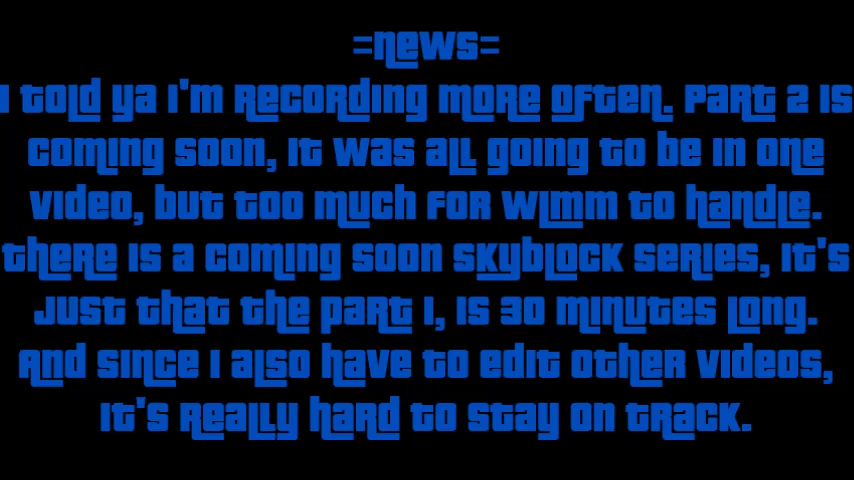 =news=
I told ya I'm recording more often. Part 2 is
coming soon, it was all going to be in one
video, but too much for WLMM to handle.
There is a coming soon Skyblock series, it's
just that the part 1, is 30 minutes long.
And since I also have to edit other videos,
it's really hard to stay on track.